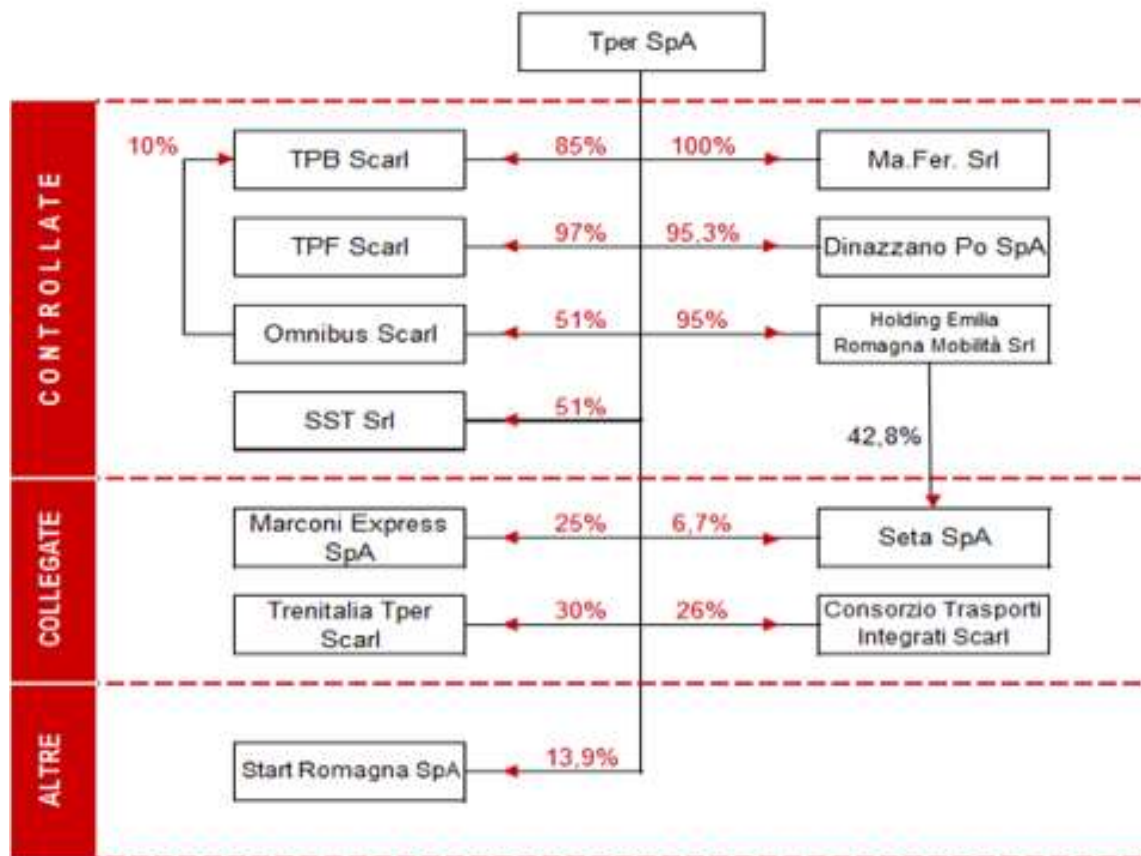 Tper SpA
CONTROLLATE
10%
TPB Scarl
85%
100%
Ma.Fer. Srl
TPF Scarl
97%
95,3%
Dinazzano Po SpA
Omnibus Scarl
51%
95%
Holding Emilia
Romagna Mobilità Srl
SST Srl
51%
42,8%
COLLEGATE
Marconi Express
SpA
25%
6,7%
Seta SpA
Trenitalia Tper
Scarl
30%
26%
Consorzio Trasporti
Integrati Scarl
ALTRE
Start Romagna SpA
13,9%